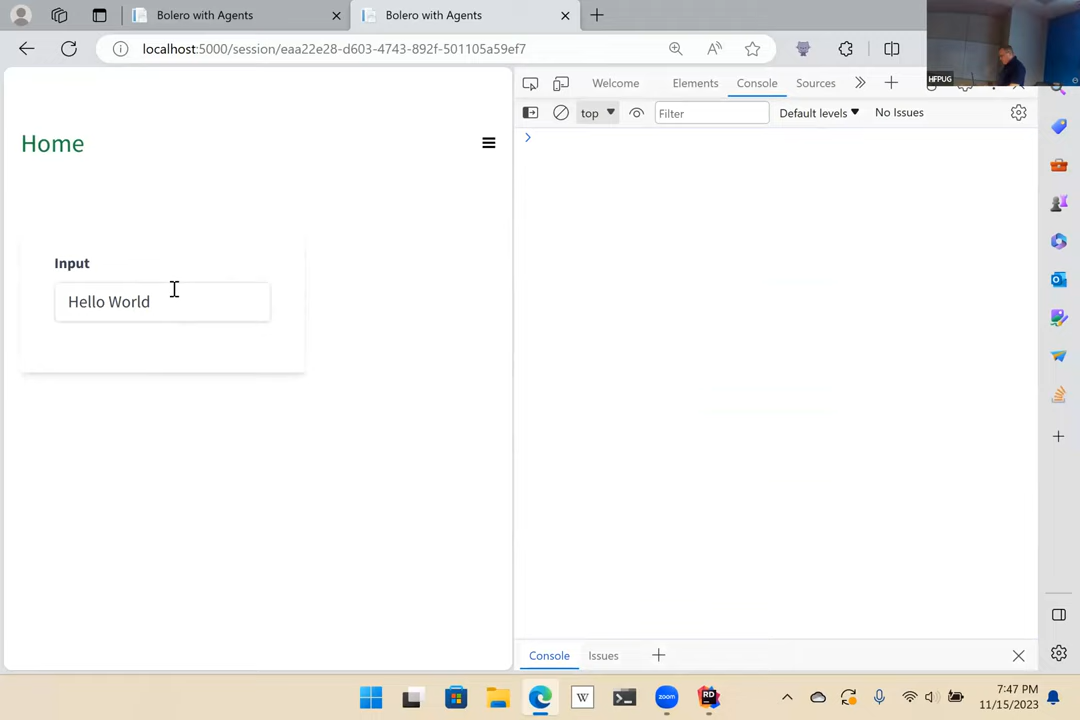 Bolero with Agents
Bolero with Agents
localhost:5000/session/eaa22e28-d603-4743-892f-501105a59ef7
HFPUG
Welcome
Elements
Console
Sources
top
Filter
Default levels
No Issues
Home
Input
Hello World
Console
Issues
7:47 PM
11/15/2023